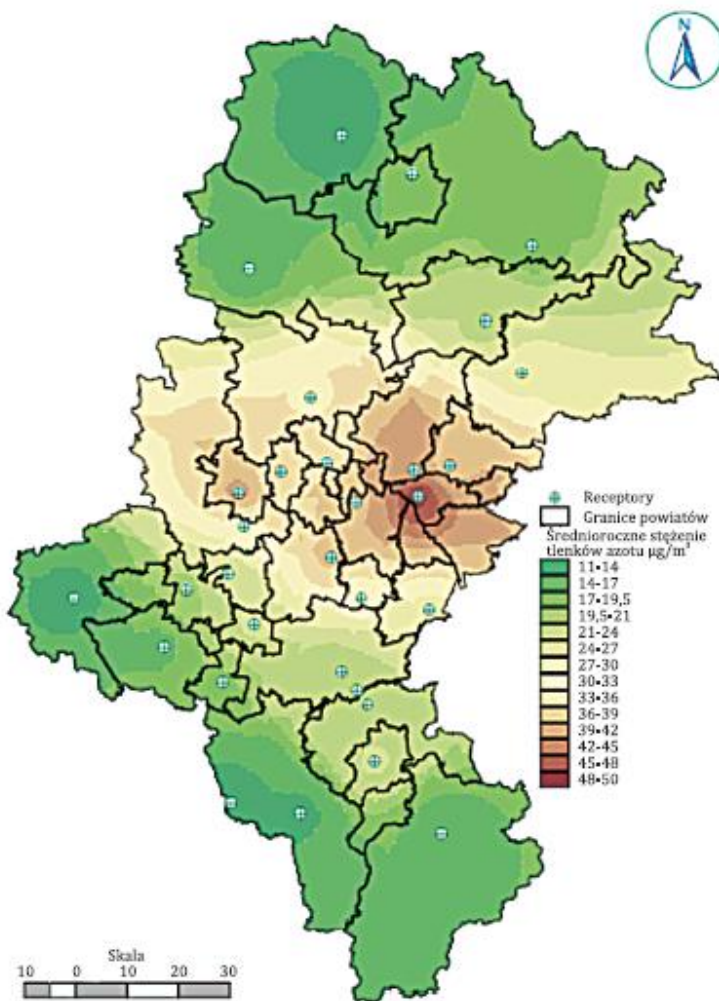 N
Receptory
Granice powiatów
Średnioroczne stężenie
tlenków azotu µg/m³
11•14
14-17
17•19,5
19,5•21
21-24
24•27
27-30
30•33
33•36
36-39
39•42
42-45
45•48
48•50
Skala
10 0 10 20 30